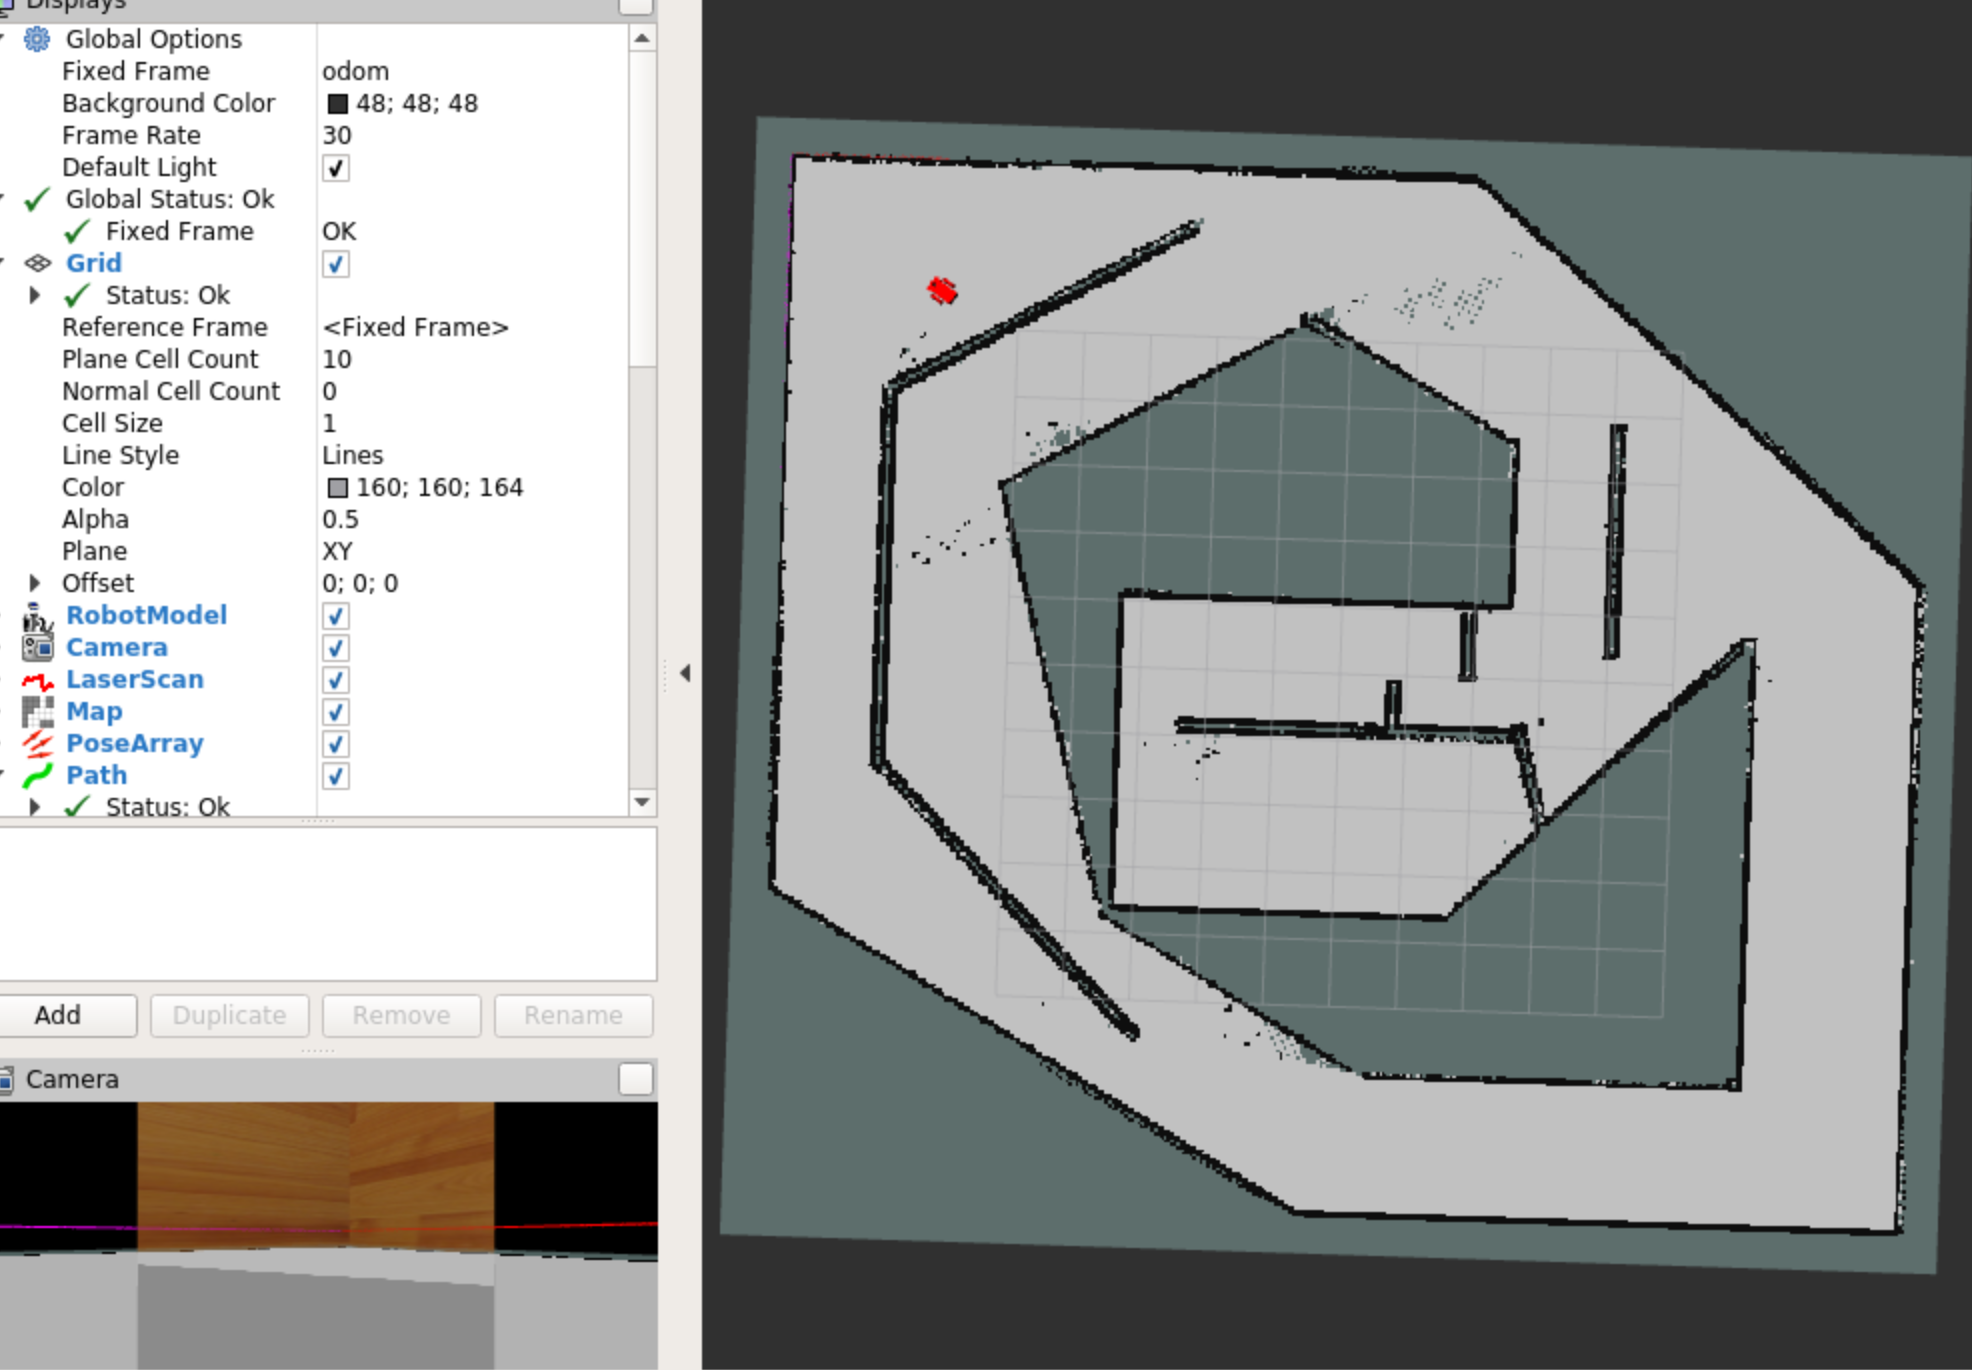 Displays
Global Options
Fixed Frame odom
Background Color 48; 48; 48
Frame Rate 30
Default Light
Global Status: Ok
Fixed Frame OK
Grid
Status: Ok
Reference Frame <Fixed Frame>
Plane Cell Count 10
Normal Cell Count 0
Cell Size 1
Line Style Lines
Color 160; 160; 164
Alpha 0.5
Plane XY
Offset 0; 0; 0
RobotModel
Camera
LaserScan
Map
PoseArray
Path
Status: Ok
Add Duplicate Remove Rename
Camera